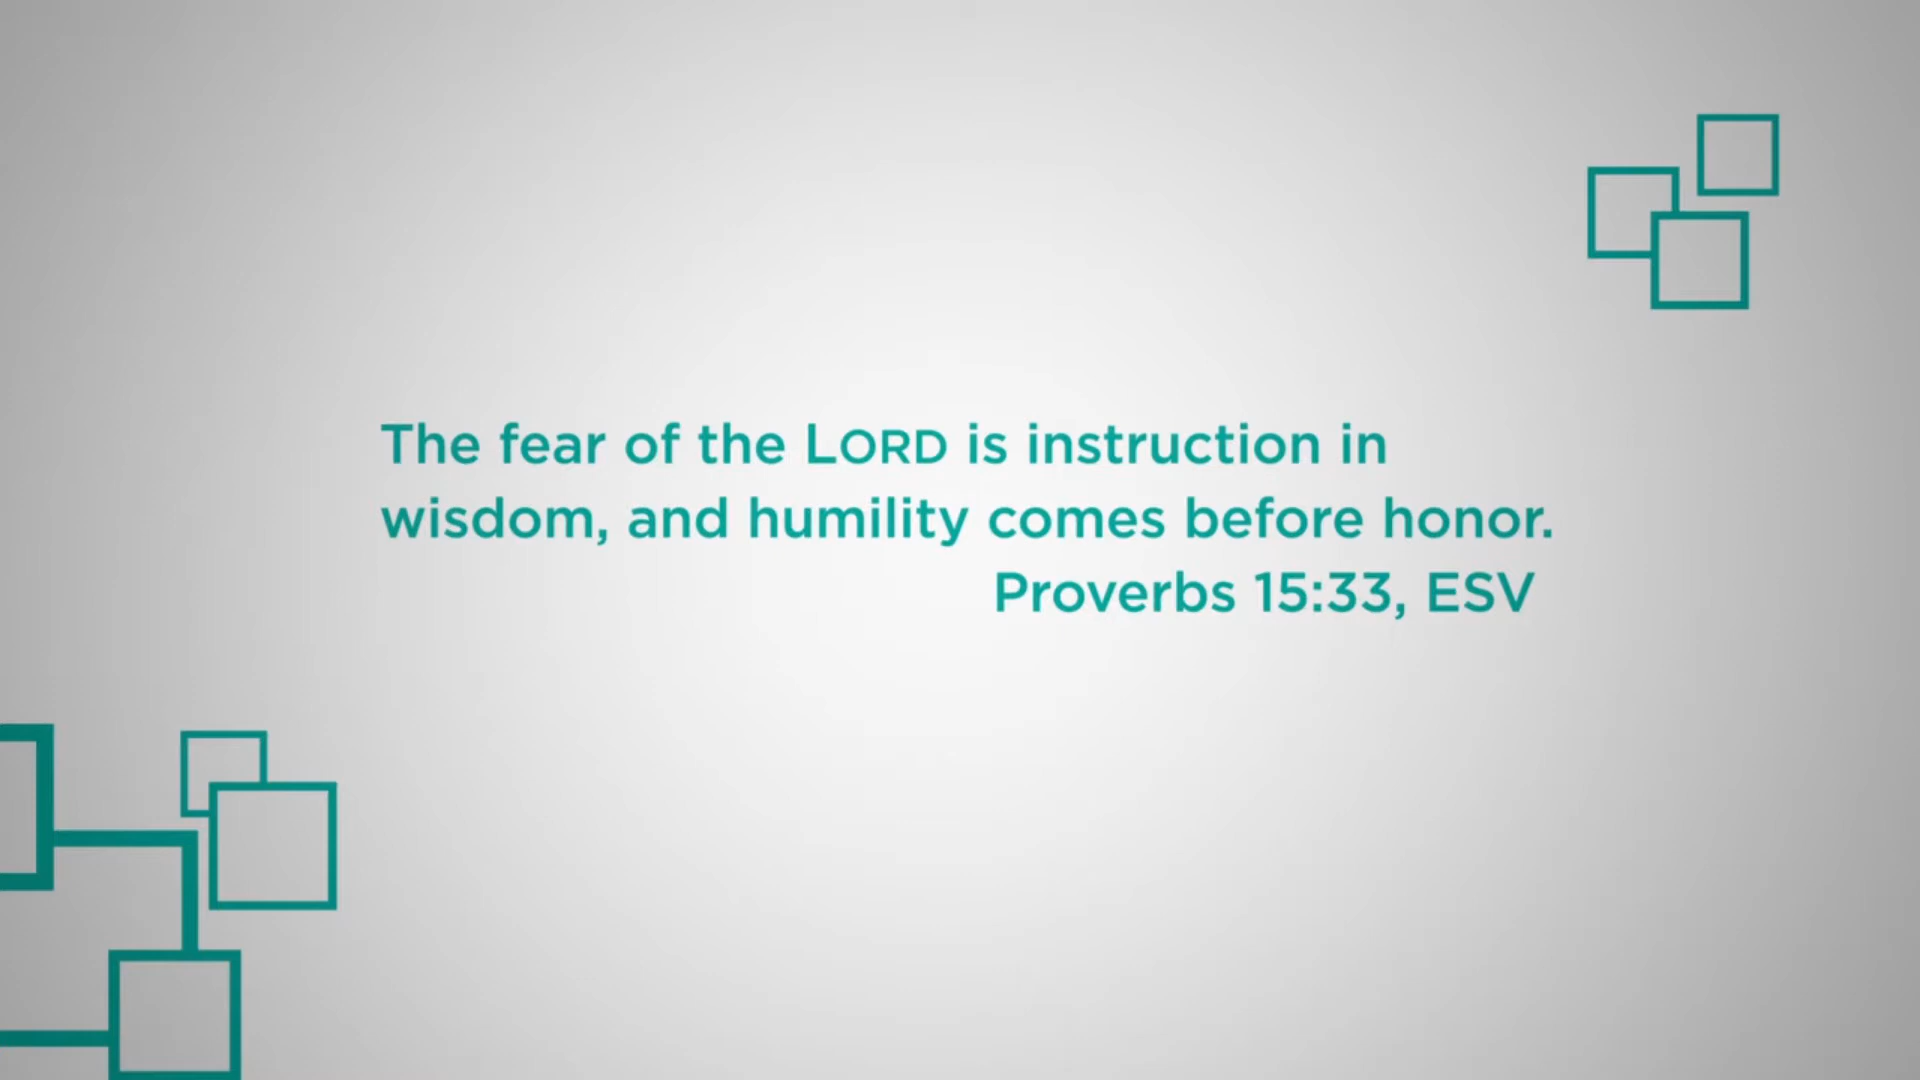 The fear of the LORD is instruction in
wisdom, and humility comes before honor.
Proverbs 15:33, ESV